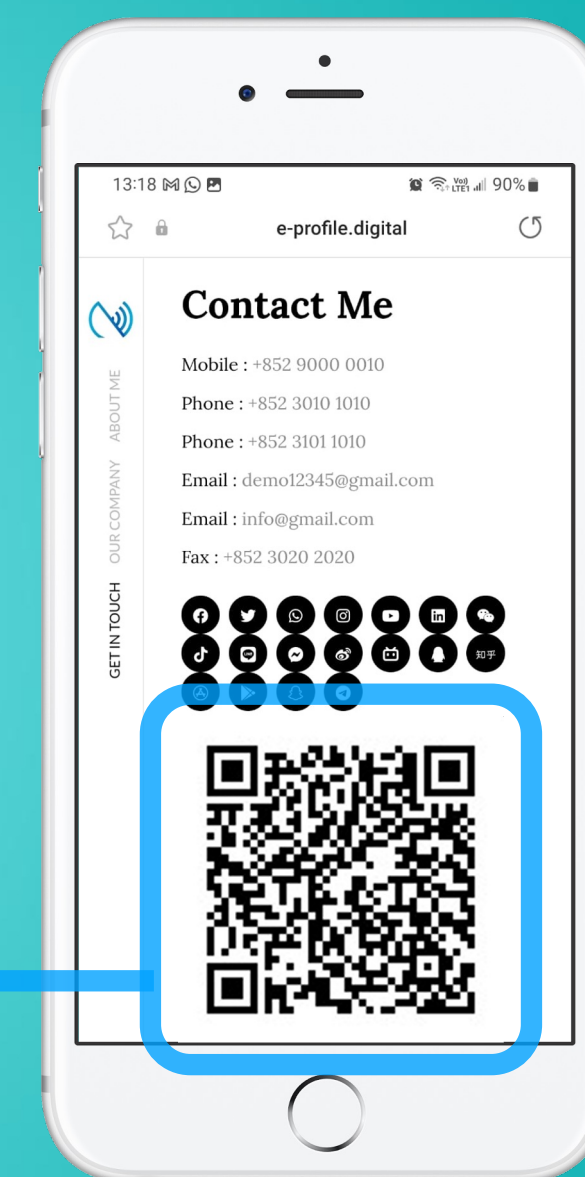 13:18 90%
VoLTE1
e-profile.digital
Contact Me
Mobile : +852 9000 0010
Phone : +852 3010 1010
Phone : +852 3101 1010
Email : demo12345@gmail.com
Email : info@gmail.com
Fax : +852 3020 2020
知乎
ABOUT ME
OUR COMPANY
GET IN TOUCH